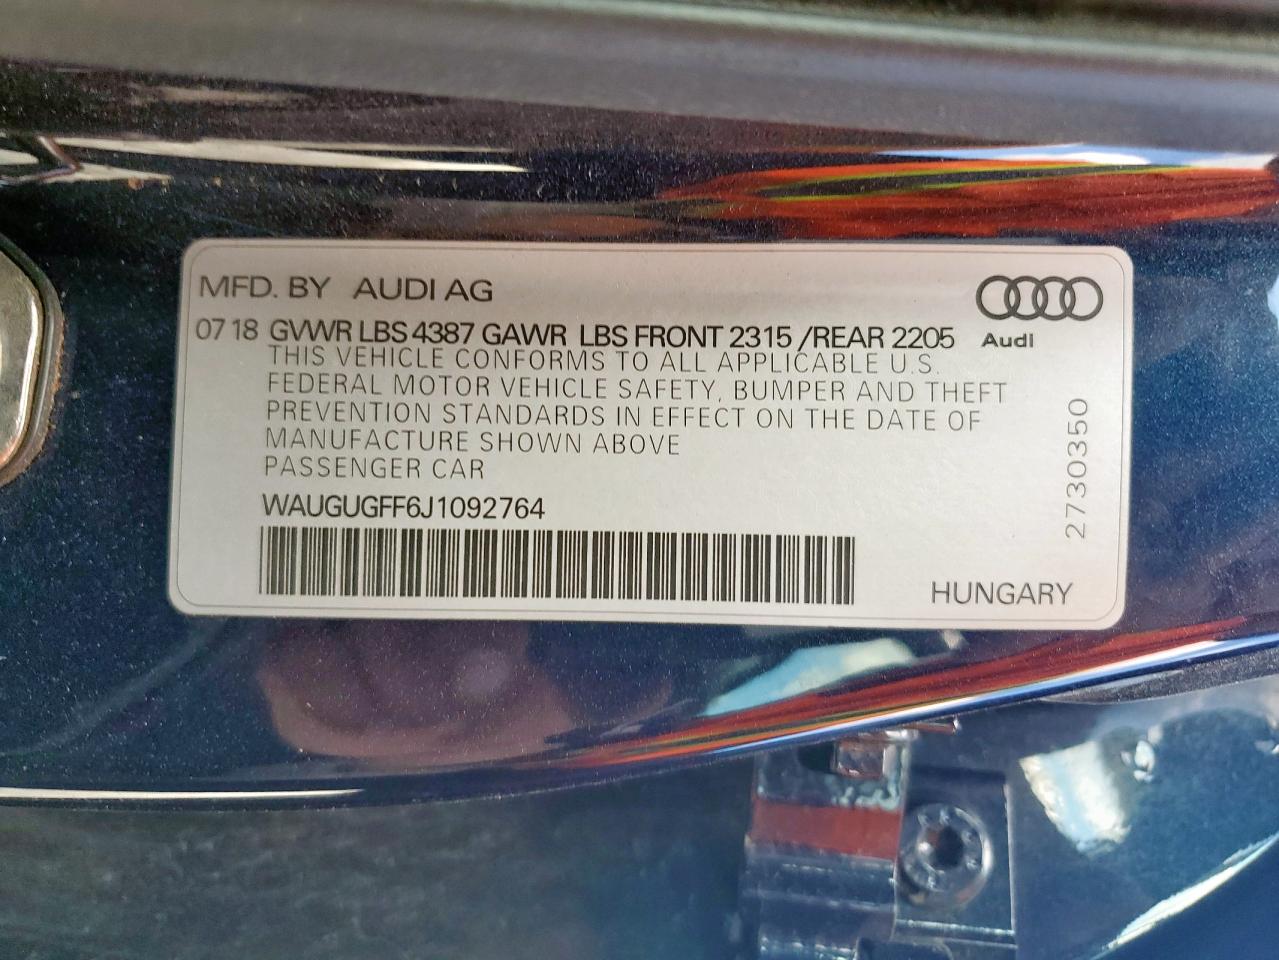 MFD. BY AUDI AG
07 18 GVWR LBS 4387 GAWR LBS FRONT 2315 /REAR 2205
Audi
THIS VEHICLE CONFORMS TO ALL APPLICABLE U.S.
FEDERAL MOTOR VEHICLE SAFETY, BUMPER AND THEFT
PREVENTION STANDARDS IN EFFECT ON THE DATE OF
MANUFACTURE SHOWN ABOVE
PASSENGER CAR
WAUGUGFF6J1092764
2730350
HUNGARY